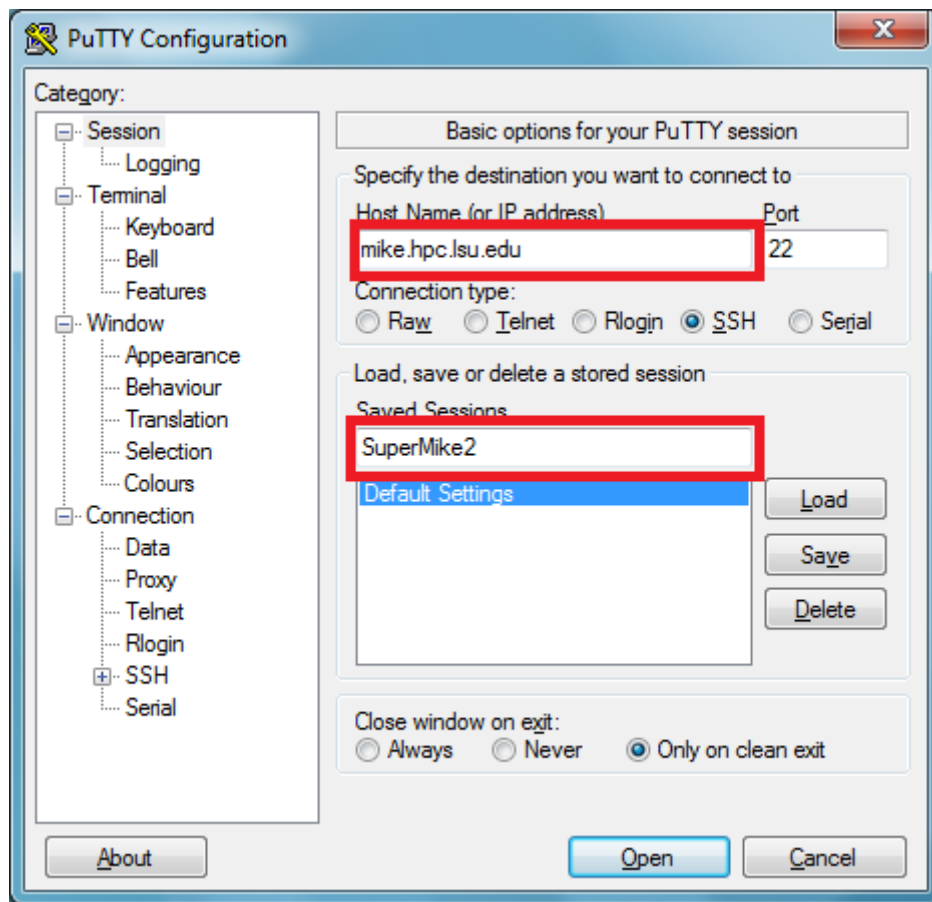 PuTTY Configuration
Category:
Session
Logging
Terminal
Keyboard
Bell
Features
Window
Appearance
Behaviour
Translation
Selection
Colours
Connection
Data
Proxy
Telnet
Rlogin
SSH
Serial
Basic options for your PuTTY session
Specify the destination you want to connect to
Host Name (or IP address) Port
mike.hpc.lsu.edu 22
Connection type:
Raw Telnet Rlogin SSH Serial
Load, save or delete a stored session
Saved Sessions
SuperMike2
Default Settings
Load
Save
Delete
Close window on exit:
Always Never Only on clean exit
About Open Cancel